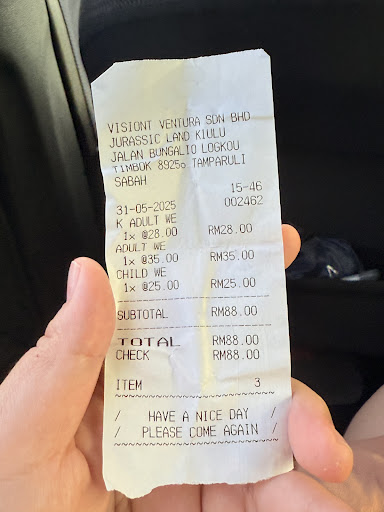 VISIONT VENTURA SDN BHD
JURASSIC LAND KIULU
JALAN BUNGALIO LOGKOU
TIMBOK 89250 TAMPARULI
SABAH
15-46
31-05-2025 002462
K ADULT WE
1x @28.00 RM28.00
ADULT WE
1x @35.00 RM35.00
CHILD WE
1x @25.00 RM25.00
SUBTOTAL RM88.00
TOTAL RM88.00
CHECK RM88.00
ITEM 3
/ HAVE A NICE DAY /
/ PLEASE COME AGAIN /